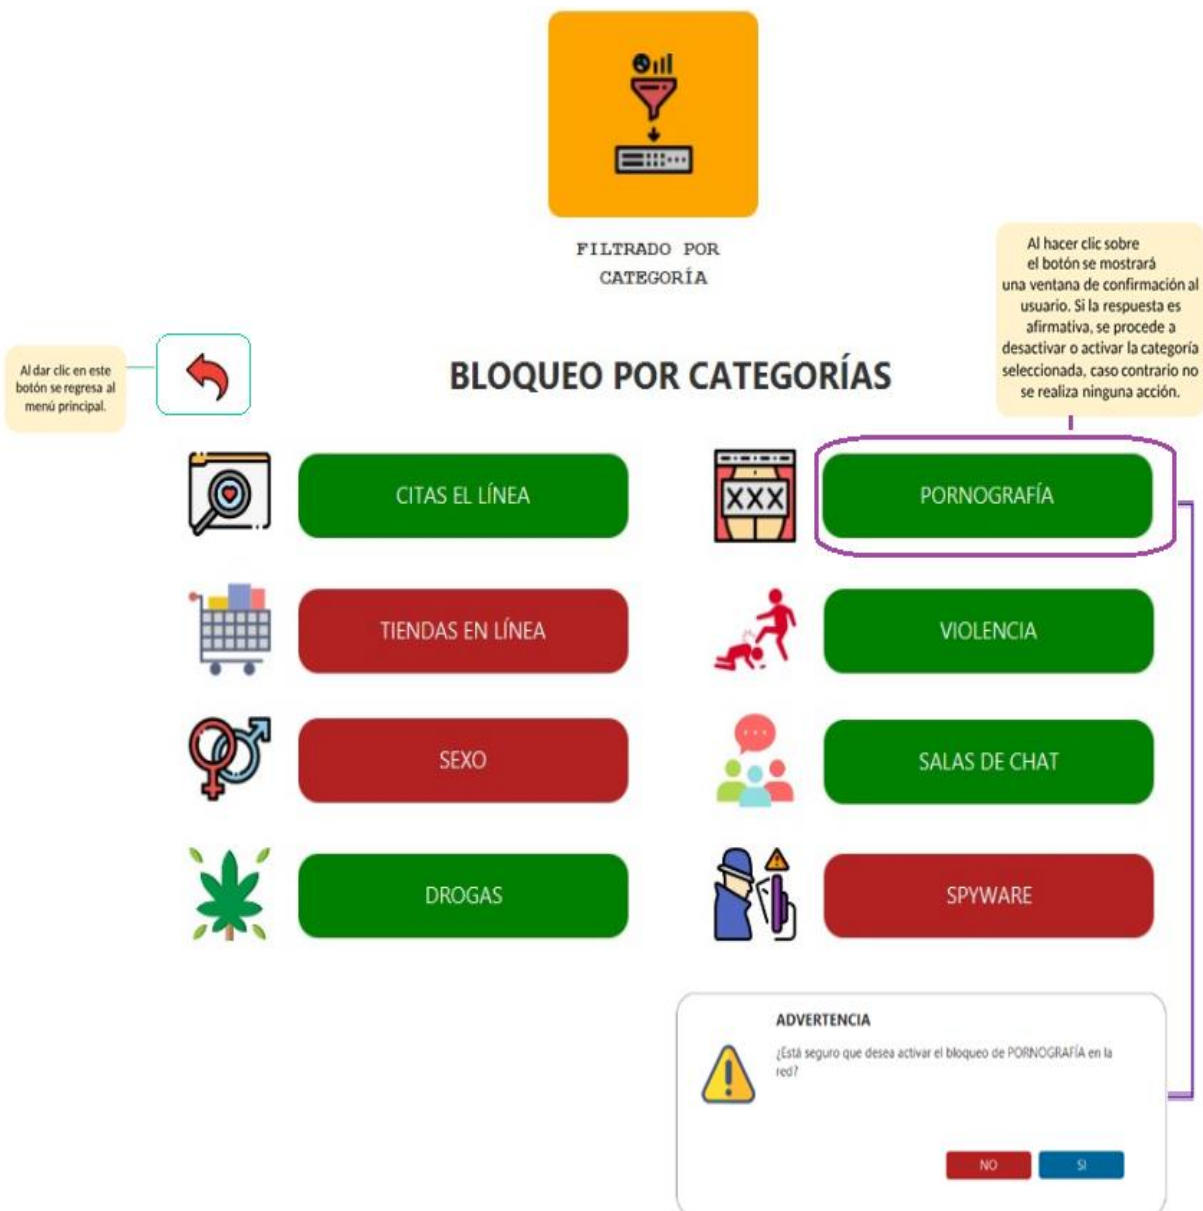 FILTRADO POR
CATEGORÍA
Al hacer clic sobre
el botón se mostrará
una ventana de confirmación al
usuario. Si la respuesta es
afirmativa, se procede a
desactivar o activar la categoría
seleccionada, caso contrario no
se realiza ninguna acción.
Al dar clic en este
botón se regresa al
menú principal.
BLOQUEO POR CATEGORÍAS
CITAS EL LÍNEA
XXX
PORNOGRAFÍA
TIENDAS EN LÍNEA
VIOLENCIA
SEXO
SALAS DE CHAT
DROGAS
SPYWARE
ADVERTENCIA
¿Está seguro que desea activar el bloqueo de PORNOGRAFÍA en la
red?
NO
SI